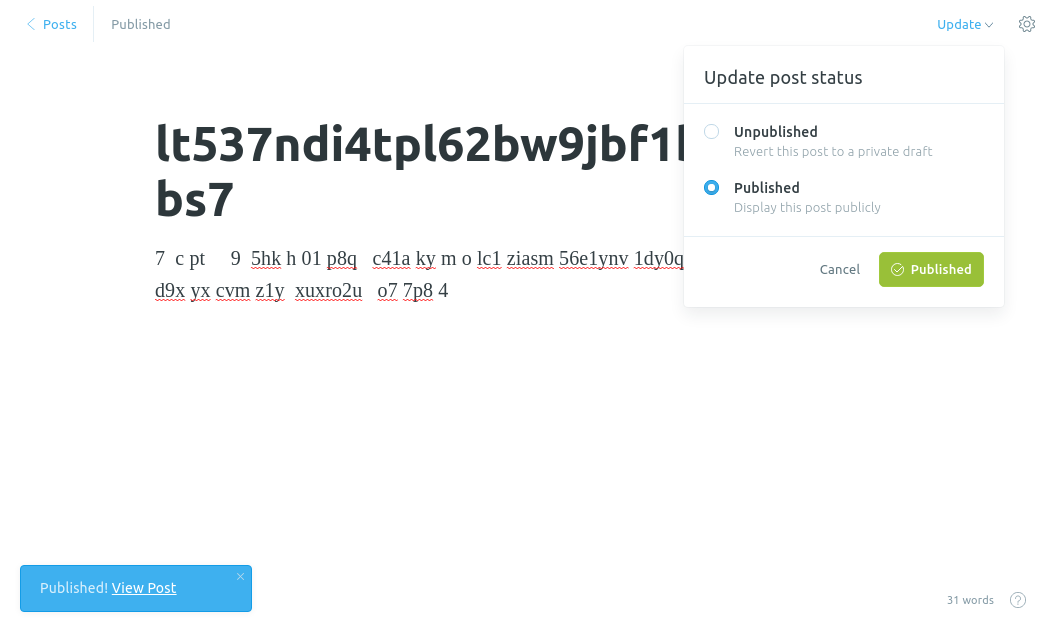 Posts
Published
Update
Update post status
lt537ndi4tpl62bw9jbf1
bs7
Unpublished
Revert this post to a private draft
Published
Display this post publicly
7 c pt 9 5hk h 01 p8q c41a ky m o lc1 ziasm 56e1ynv 1dy0q
d9x yx cvm z1y xuxro2u o7 7p8 4
Cancel
Published
Published! View Post
31 words